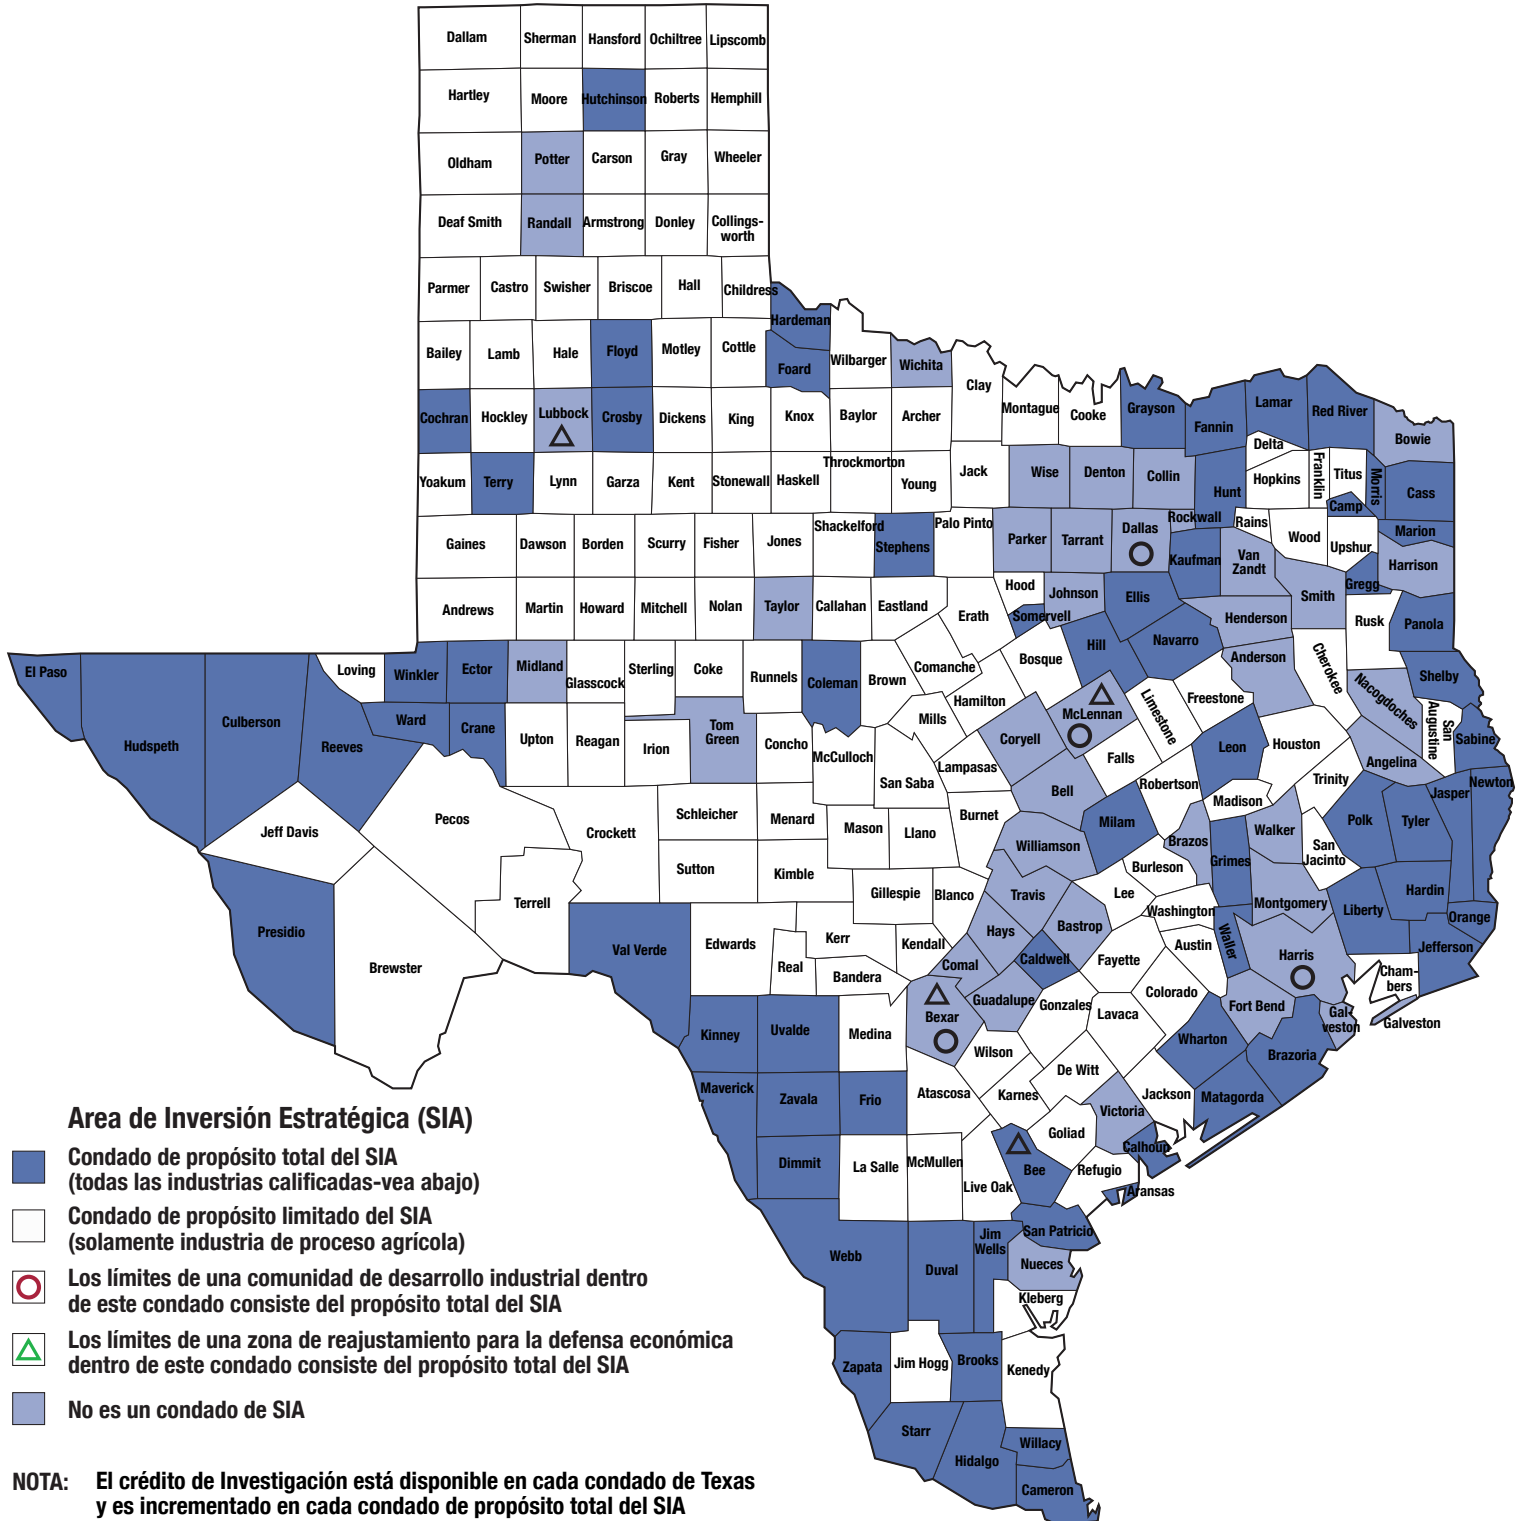 Dallam
Sherman
Hansford
Ochiltree
Lipscomb
Hartley
Moore
Hutchinson
Roberts
Hemphill
Oldham
Potter
Carson
Gray
Wheeler
Deaf Smith
Randall
Armstrong
Donley
Collings-
worth
Parmer
Castro
Swisher
Briscoe
Hall
Childress
Hardeman
Bailey
Lamb
Hale
Floyd
Motley
Cottle
Foard
Wilbarger
Wichita
Clay
Montague
Cooke
Grayson
Fannin
Lamar
Red River
Bowie
Cochran
Hockley
Lubbock
Crosby
Dickens
King
Knox
Baylor
Archer
Delta
Yoakum
Terry
Lynn
Garza
Kent
Stonewall
Haskell
Throckmorton
Young
Jack
Wise
Denton
Collin
Hunt
Hopkins
Franklin
Titus
Morris
Cass
Camp
Gaines
Dawson
Borden
Scurry
Fisher
Jones
Shackelford
Stephens
Palo Pinto
Parker
Tarrant
Dallas
Rockwall
Kaufman
Rains
Van
Zandt
Wood
Upshur
Marion
Harrison
Gregg
Andrews
Martin
Howard
Mitchell
Nolan
Taylor
Callahan
Eastland
Erath
Hood
Somervell
Johnson
Ellis
Henderson
Smith
Rusk
Panola
El Paso
Hudspeth
Culberson
Reeves
Loving
Winkler
Ector
Midland
Glasscock
Sterling
Coke
Runnels
Coleman
Brown
Comanche
Hamilton
Bosque
Hill
Navarro
Anderson
Cherokee
Nacogdoches
Shelby
San
Augustine
Sabine
Ward
Crane
Upton
Reagan
Irion
Tom
Green
Concho
McCulloch
Mills
San Saba
Lampasas
Coryell
McLennan
Limestone
Freestone
Falls
Leon
Houston
Angelina
Trinity
Robertson
Madison
Newton
Jasper
Jeff Davis
Pecos
Crockett
Schleicher
Menard
Mason
Llano
Burnet
Bell
Milam
Brazos
Grimes
Walker
San
Jacinto
Polk
Tyler
Williamson
Burleson
Sutton
Kimble
Gillespie
Blanco
Travis
Lee
Washington
Montgomery
Liberty
Hardin
Orange
Jefferson
Terrell
Presidio
Brewster
Val Verde
Edwards
Real
Kerr
Kendall
Bandera
Hays
Bastrop
Caldwell
Comal
Fayette
Austin
Waller
Harris
Cham-
bers
Guadalupe
Gonzales
Lavaca
Colorado
Fort Bend
Gal-
veston
Galveston
Kinney
Uvalde
Medina
Bexar
Wilson
De Witt
Wharton
Brazoria
Maverick
Zavala
Frio
Atascosa
Karnes
Victoria
Jackson
Matagorda
Goliad
Calhoun
Dimmit
La Salle
McMullen
Live Oak
Bee
Refugio
Aransas
San Patricio
Webb
Duval
Jim
Wells
Nueces
Kleberg
Zapata
Jim Hogg
Brooks
Kenedy
Starr
Hidalgo
Willacy
Cameron
Area de Inversión Estratégica (SIA)
Condado de propósito total del SIA
(todas las industrias calificadas-vea abajo)
Condado de propósito limitado del SIA
(solamente industria de proceso agrícola)
Los límites de una comunidad de desarrollo industrial dentro
de este condado consiste del propósito total del SIA
Los límites de una zona de reajustamiento para la defensa económica
dentro de este condado consiste del propósito total del SIA
No es un condado de SIA
NOTA: El crédito de Investigación está disponible en cada condado de Texas
y es incrementado en cada condado de propósito total del SIA